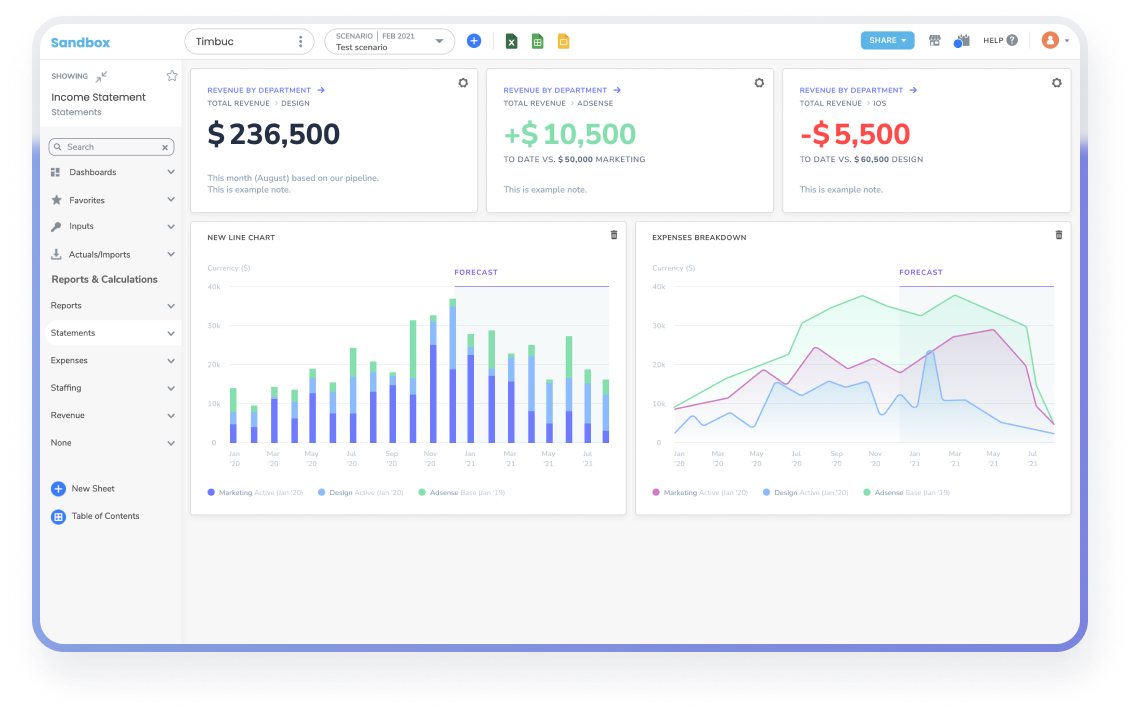 Sandbox
Timbuc
SCENARIO | FEB 2021
Test scenario
SHARE
HELP
SHOWING
Income Statement
Statements
Search
Dashboards
Favorites
Inputs
Actuals/Imports
Reports & Calculations
Reports
Statements
Expenses
Staffing
Revenue
None
New Sheet
Table of Contents
REVENUE BY DEPARTMENT →
TOTAL REVENUE > DESIGN
$ 236,500
This month (August) based on our pipeline.
This is example note.
REVENUE BY DEPARTMENT →
TOTAL REVENUE > ADSENSE
+$ 10,500
TO DATE VS. $ 50,000 MARKETING
This is example note.
REVENUE BY DEPARTMENT →
TOTAL REVENUE > IOS
-$ 5,500
TO DATE VS. $ 60,500 DESIGN
This is example note.
NEW LINE CHART
Currency ($)
FORECAST
40k
30k
20k
10k
0
Jan Mar May Jul Sep Nov Jan Mar May Jul
'20 '20 '20 '20 '20 '20 '21 '21 '21 '21
Marketing Active (Jan '20) Design Active (Jan '20) Adsense Base (Jan '19)
EXPENSES BREAKDOWN
Currency ($)
FORECAST
40k
30k
20k
10k
0
Jan Mar May Jul Sep Nov Jan Mar May Jul
'20 '20 '20 '20 '20 '20 '21 '21 '21 '21
Marketing Active (Jan '20) Design Active (Jan '20) Adsense Base (Jan '19)